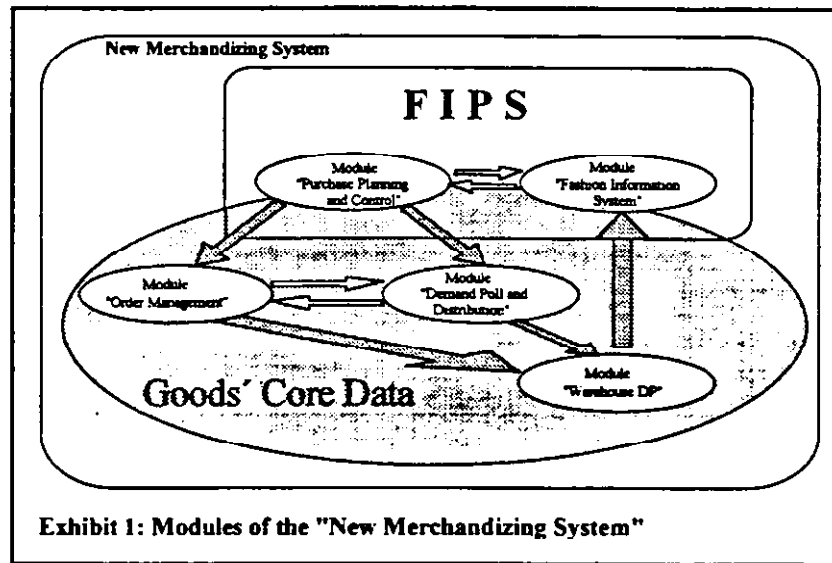 New Merchandizing System
F I P S
Module
"Purchase Planning
and Control"
Module
"Fashion Information
System"
Module
"Order Management"
Module
"Demand Poll and
Distribution"
Module
"Warehouse DP"
Goods´ Core Data
Exhibit 1: Modules of the "New Merchandizing System"